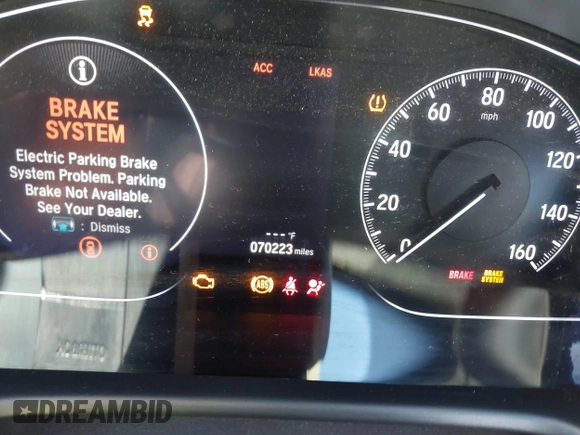 ACC LKAS
BRAKE
SYSTEM
Electric Parking Brake
System Problem. Parking
Brake Not Available.
See Your Dealer.
: Dismiss
---°F
070223 miles
ABS
0
20
40
60
80
100
120
140
160
mph
BRAKE
BRAKE
SYSTEM
DREAMBID